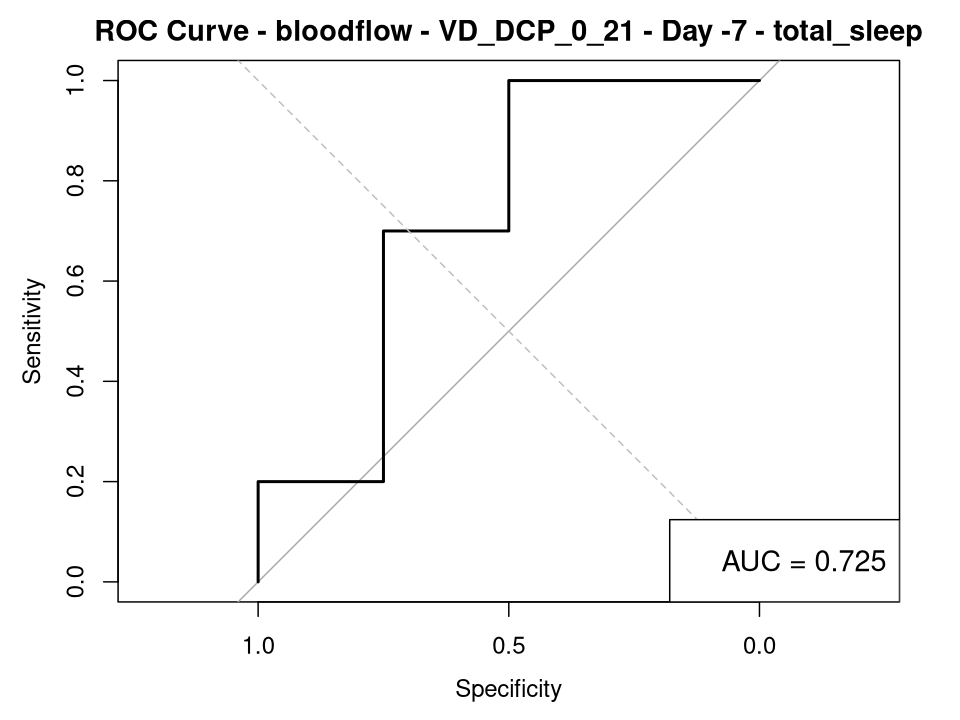 ROC Curve - bloodflow - VD_DCP_0_21 - Day -7 - total_sleep
Sensitivity
1.0
0.8
0.6
0.4
0.2
0.0
AUC = 0.725
1.0 0.5 0.0
Specificity